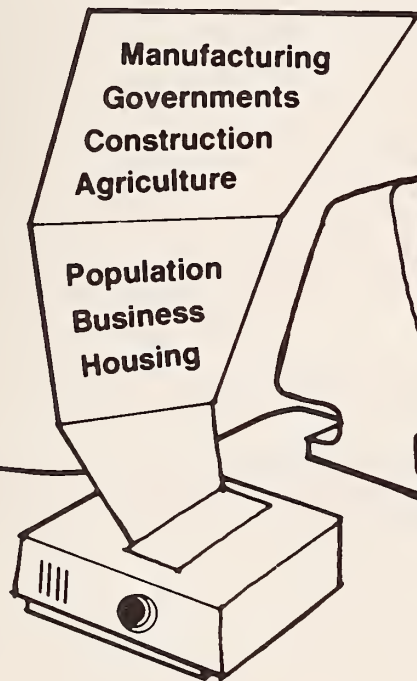 Manufacturing
Governments
Construction
Agriculture
Population
Business
Housing